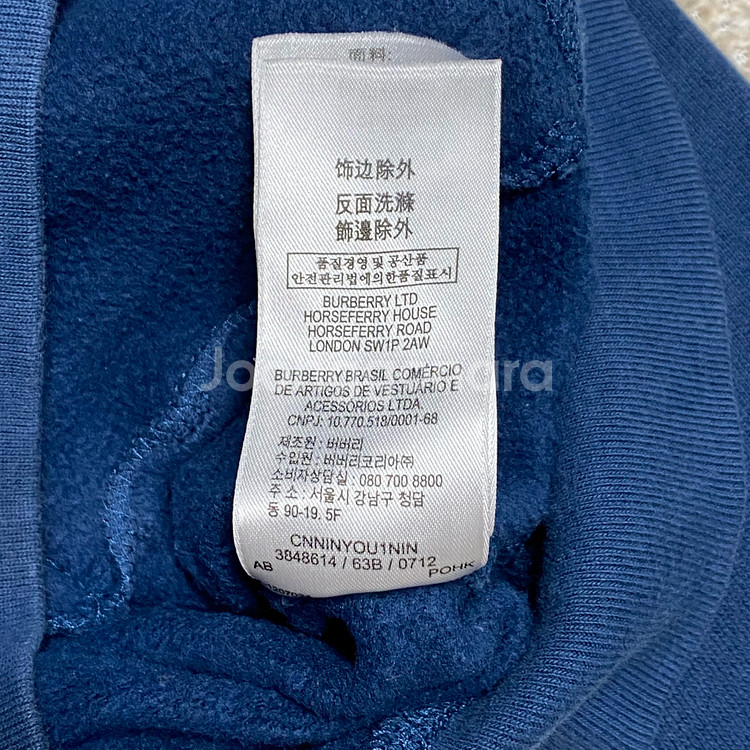 面料:
饰边除外
反面洗滌
飾邊除外
품질경영 및 공산품
안전관리법에의한품질표시
BURBERRY LTD
HORSEFERRY HOUSE
HORSEFERRY ROAD
LONDON SW1P 2AW
BURBERRY BRASIL COMÉRCIO
DE ARTIGOS DE VESTUÁRIO E
ACESSÓRIOS LTDA
CNPJ: 10.770.518/0001-68
제조원 : 버버리
수입원 : 버버리코리아㈜
소비자상담실 : 080 700 8800
주 소 : 서울시 강남구 청담
동 90-19. 5F
CNNINYOU1NIN
3848614 / 63B / 0712
AB POHK